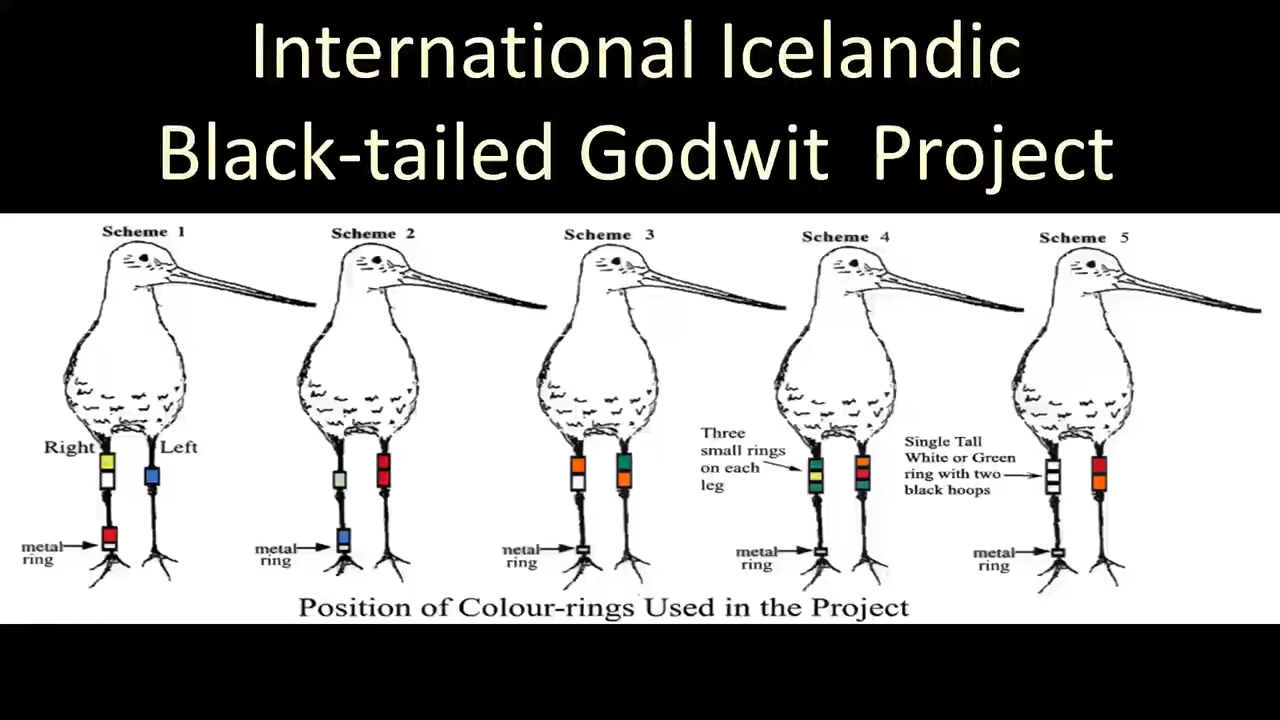 International Icelandic
Black-tailed Godwit Project
Scheme 1
Scheme 2
Scheme 3
Scheme 4
Scheme 5
Right
Left
Three
small rings
on each
leg
Single Tall
White or Green
ring with two
black hoops
metal
ring
metal
ring
metal
ring
metal
ring
metal
ring
Position of Colour-rings Used in the Project